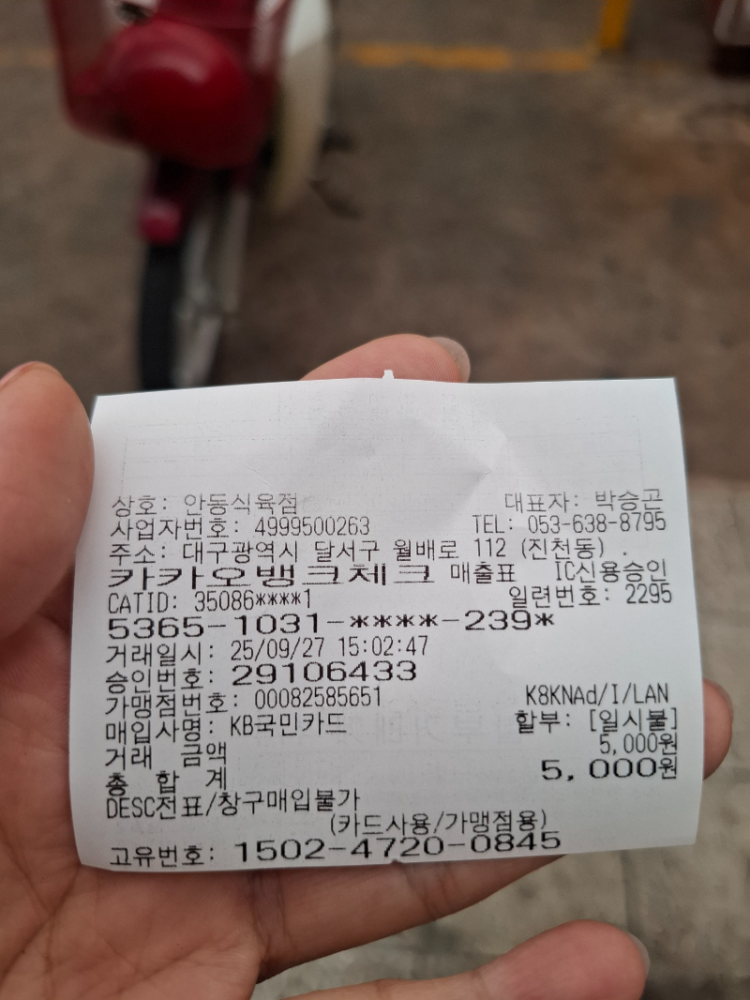 상호: 안동식육점 대표자: 박승곤
사업자번호: 4999500263 TEL: 053-638-8795
주소: 대구광역시 달서구 월배로 112 (진천동) .
카카오뱅크체크 매출표 IC신용승인
CATID: 35086****1 일련번호: 2295
5365-1031-****-239*
거래일시: 25/09/27 15:02:47
승인번호: 29106433
가맹점번호: 00082585651 K8KNAd/I/LAN
매입사명: KB국민카드 할부: [일시불]
거래 금액 5,000원
총 합 계 5,000원
DESC전표/창구매입불가
(카드사용/가맹점용)
고유번호: 1502-4720-0845